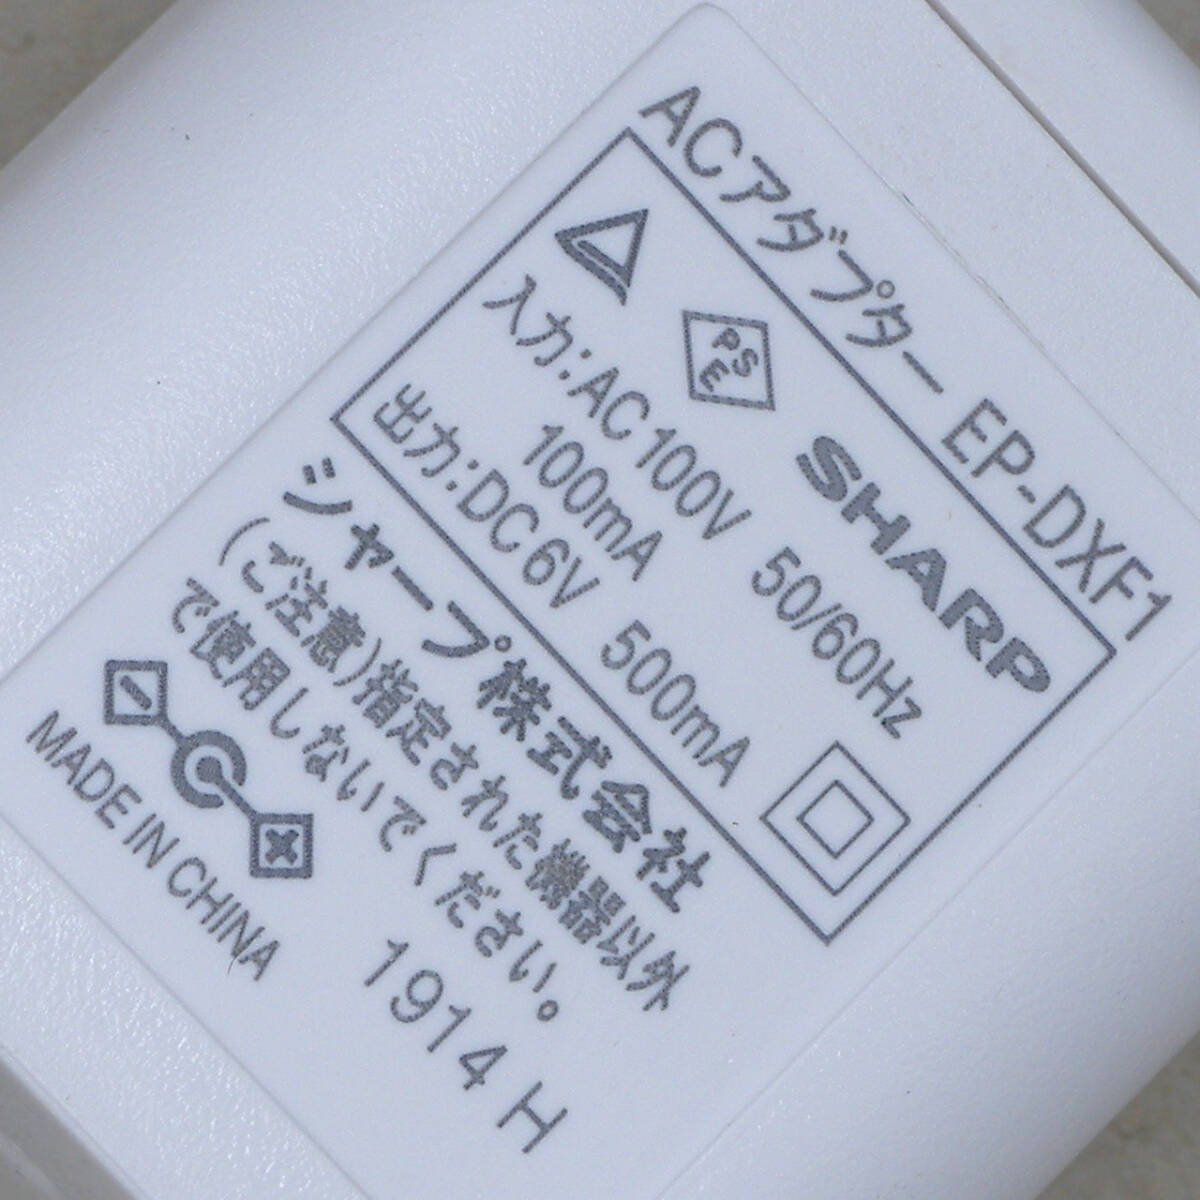 ACアダプター EP-DXF1
PSE
SHARP
入力:AC100V 50/60Hz
100mA
出力:DC6V 500mA
シャープ株式会社
(ご注意)指定された機器以外
で使用しないでください。
MADE IN CHINA
1914 H